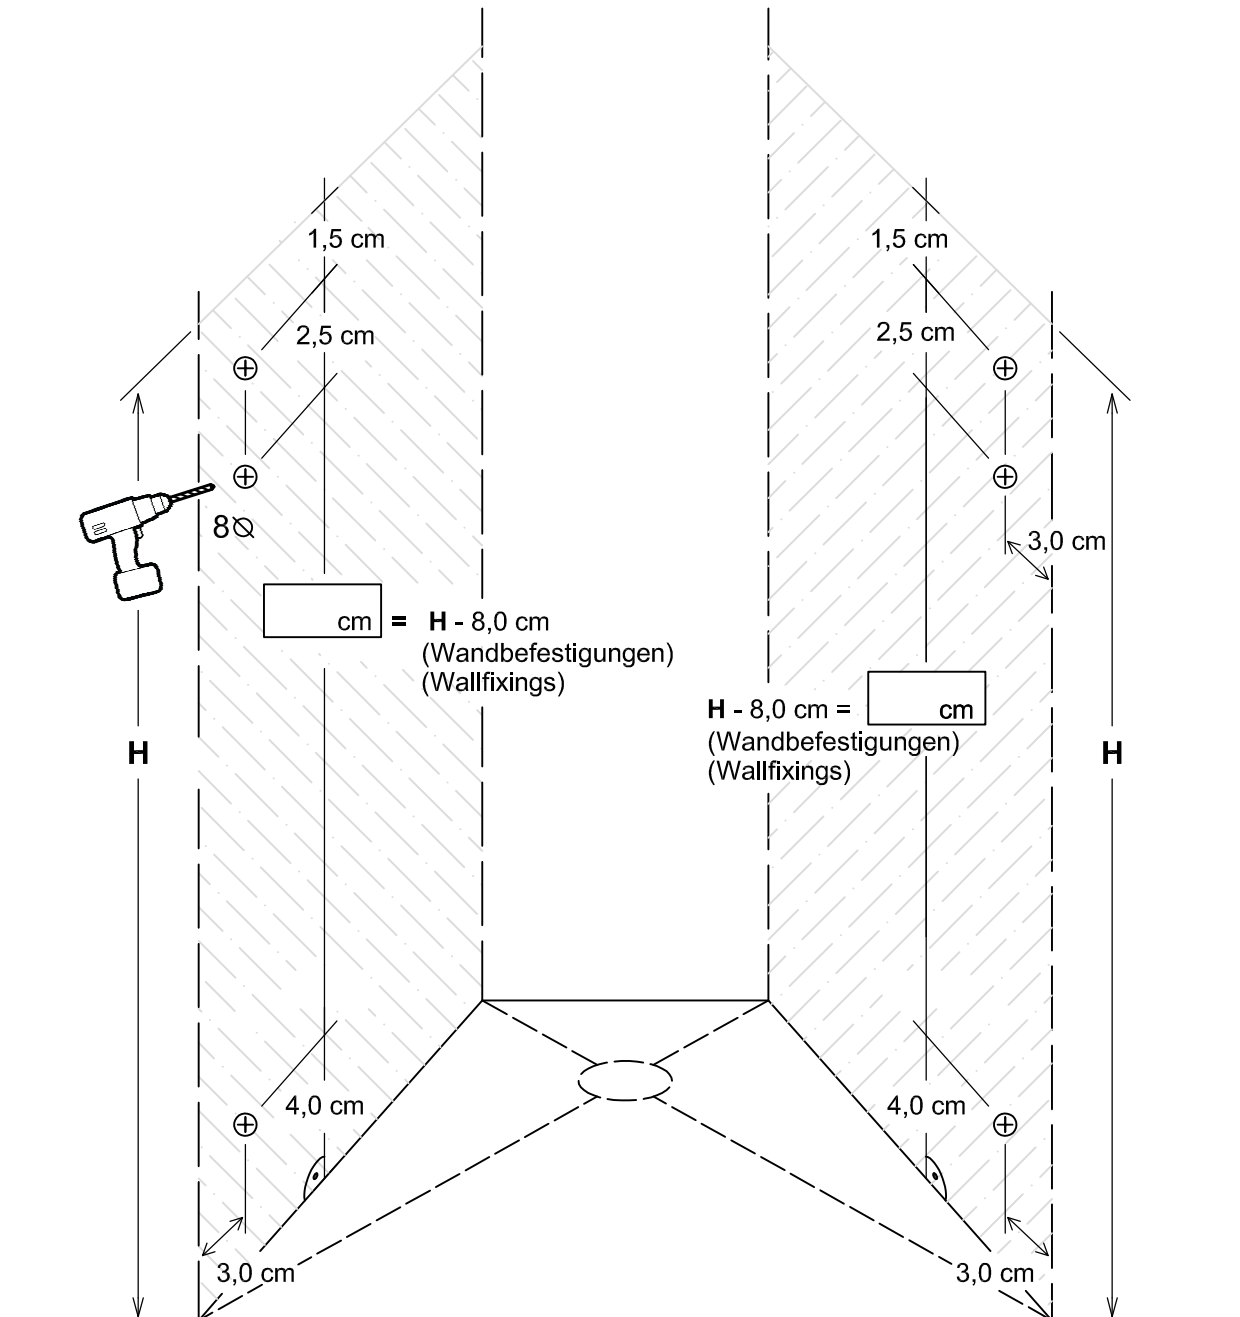 1,5 cm
1,5 cm
2,5 cm
2,5 cm
8∅
3,0 cm
cm = H - 8,0 cm
(Wandbefestigungen)
(Wallfixings)
H - 8,0 cm = cm
(Wandbefestigungen)
(Wallfixings)
H
H
4,0 cm
4,0 cm
3,0 cm
3,0 cm